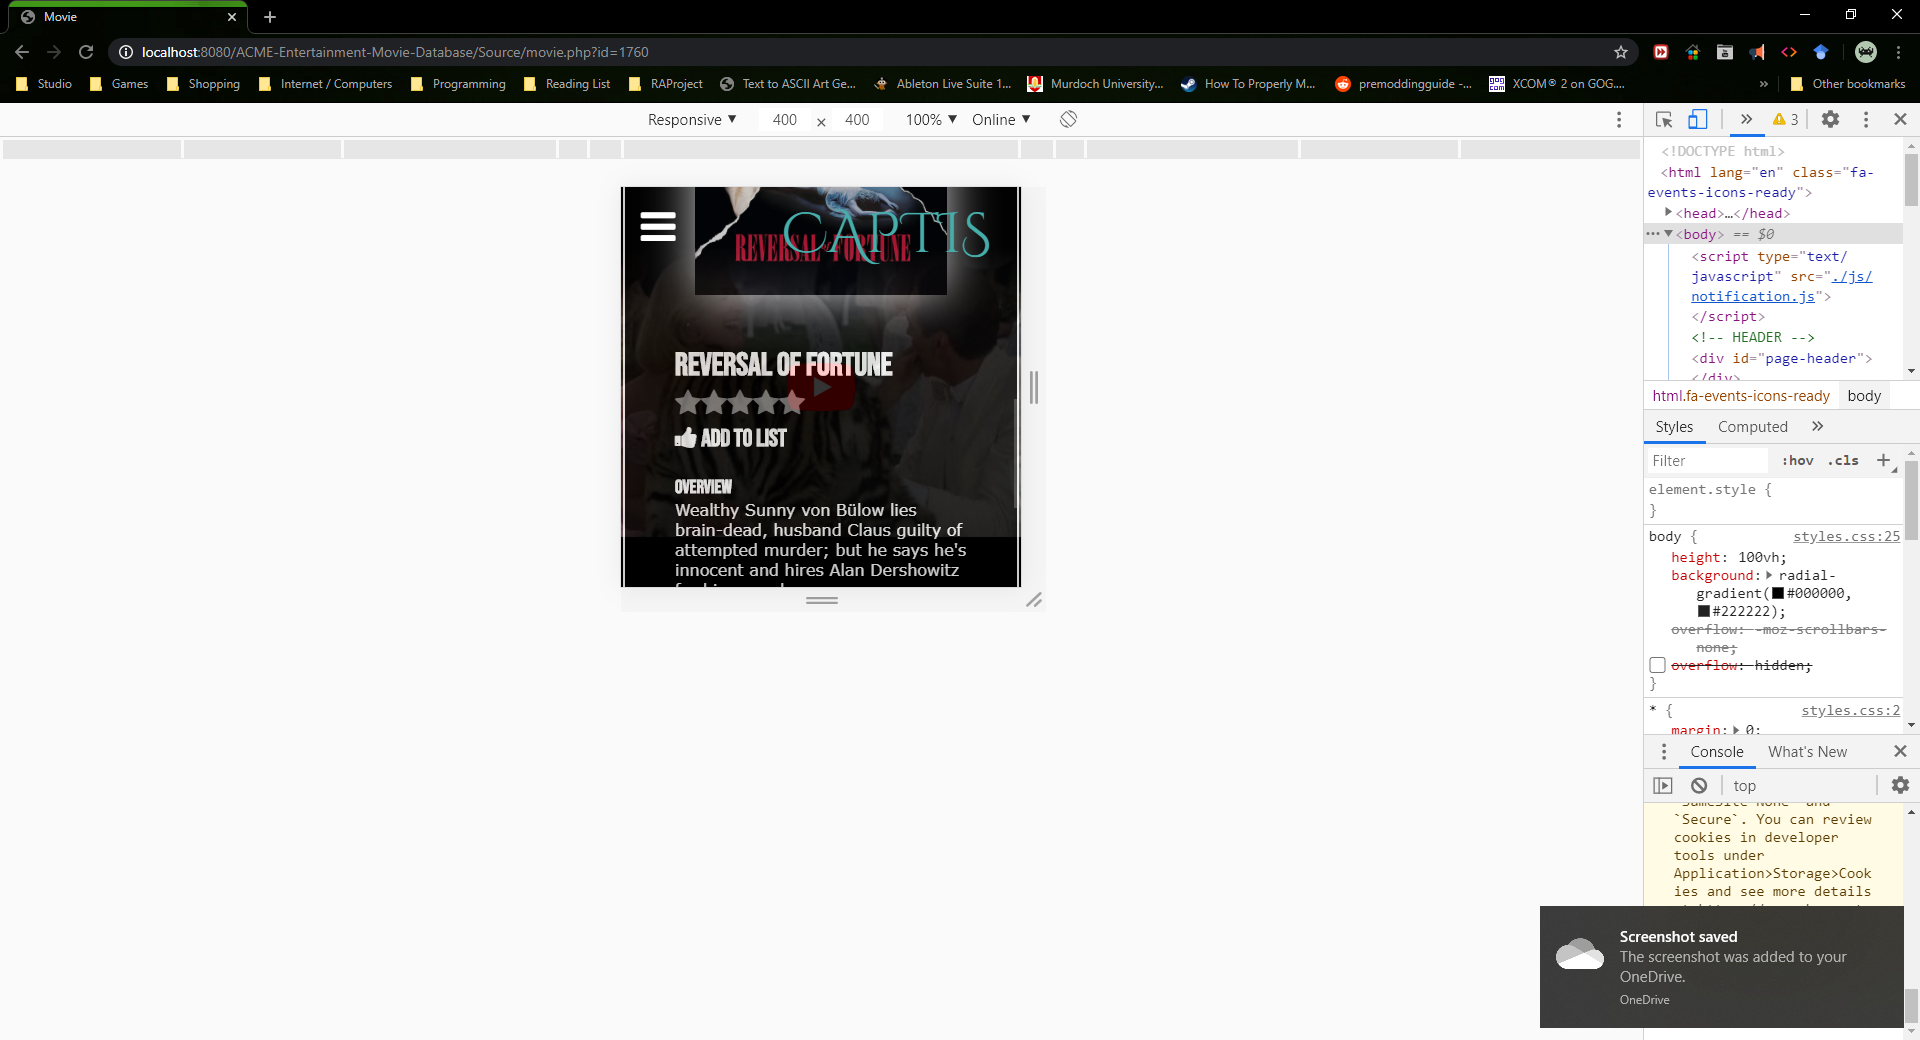 Movie
localhost:8080/ACME-Entertainment-Movie-Database/Source/movie.php?id=1760
Studio Games Shopping Internet / Computers Programming Reading List RAProject Text to ASCII Art Ge... Ableton Live Suite 1... Murdoch University,... How To Properly M... premoddingguide -... XCOM® 2 on GOG.... » Other bookmarks
Responsive ▼ 400 × 400 100% ▼ Online ▼
» 3
<!DOCTYPE html>
<html lang="en" class="fa-
events-icons-ready">
<head>…</head>
<body> == $0
<script type="text/
javascript" src="./js/
notification.js">
</script>
<!-- HEADER -->
<div id="page-header">
</div>
html.fa-events-icons-ready body
CAPTIS
REVERSAL OF FORTUNE
REVERSAL OF FORTUNE
ADD TO LIST
OVERVIEW
Wealthy Sunny von Bülow lies
brain-dead, husband Claus guilty of
attempted murder; but he says he's
innocent and hires Alan Dershowitz
Styles Computed »
Filter :hov .cls +
element.style {
}
body { styles.css:25
height: 100vh;
background: radial-
gradient( #000000,
#222222);
overflow: -moz-scrollbars-
none;
overflow: hidden;
}
* { styles.css:2
margin: 0;
Console What's New
top
`SameSite=None` and
`Secure`. You can review
cookies in developer
tools under
Application>Storage>Cook
ies and see more details
Screenshot saved
The screenshot was added to your
OneDrive.
OneDrive